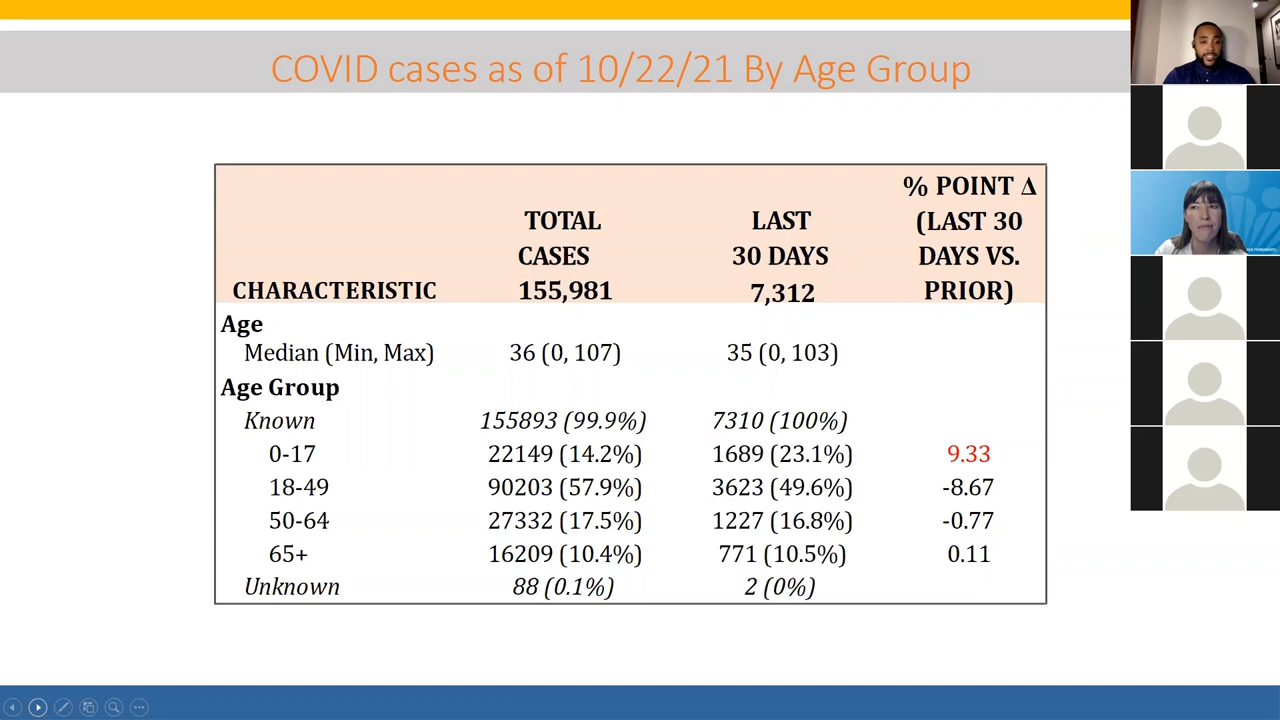 COVID cases as of 10/22/21 By Age Group
CHARACTERISTIC TOTAL CASES 155,981 LAST 30 DAYS 7,312 % POINT Δ (LAST 30 DAYS VS. PRIOR)
Age
Median (Min, Max) 36 (0, 107) 35 (0, 103)
Age Group
Known 155893 (99.9%) 7310 (100%)
0-17 22149 (14.2%) 1689 (23.1%) 9.33
18-49 90203 (57.9%) 3623 (49.6%) -8.67
50-64 27332 (17.5%) 1227 (16.8%) -0.77
65+ 16209 (10.4%) 771 (10.5%) 0.11
Unknown 88 (0.1%) 2 (0%)